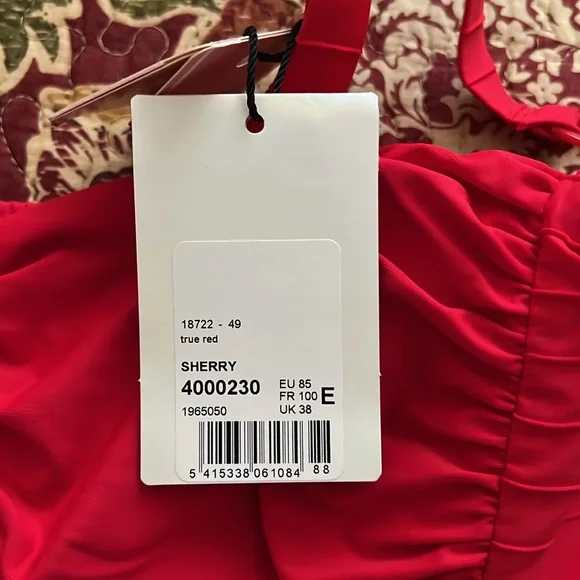 18722 - 49
true red
SHERRY
4000230 EU 85
FR 100 E
1965050 UK 38
5 415338 061084 88